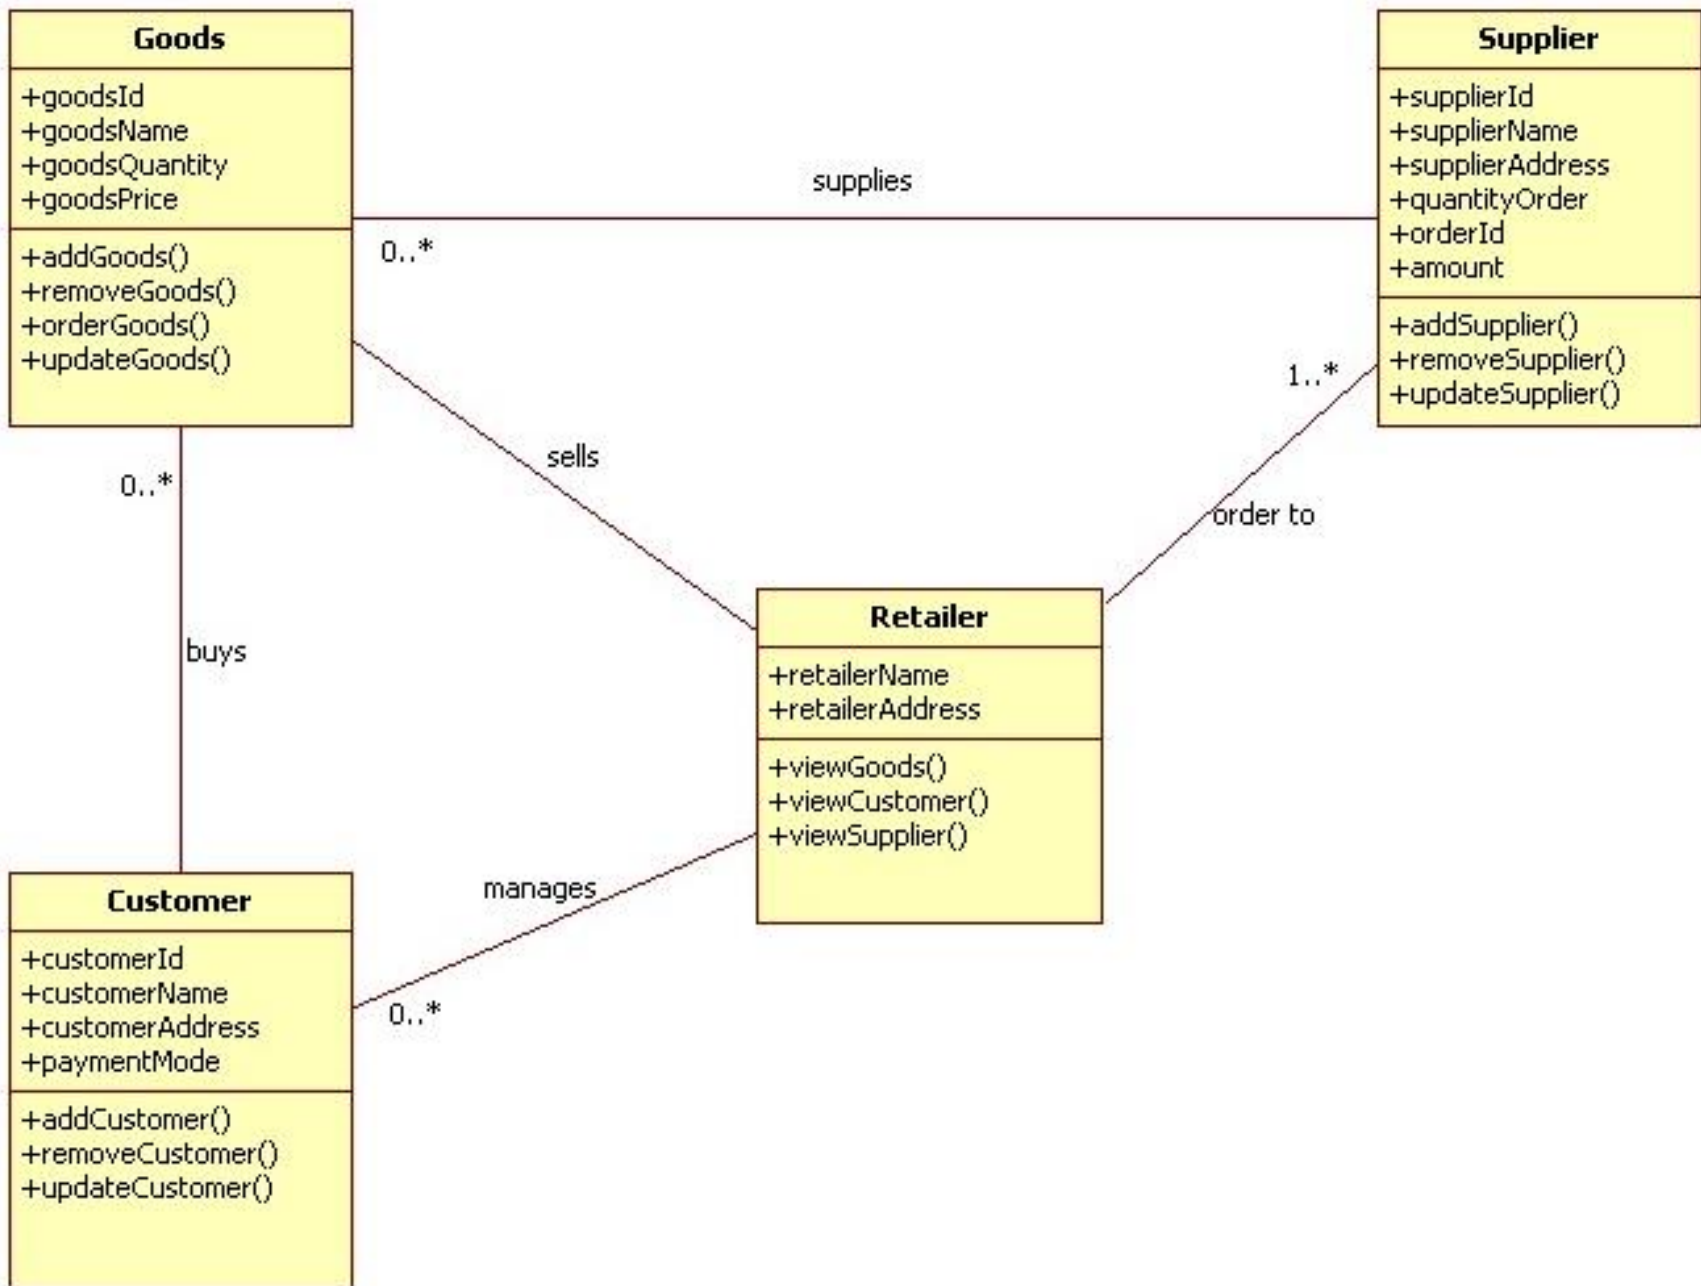 Goods
+goodsId
+goodsName
+goodsQuantity
+goodsPrice
+addGoods()
+removeGoods()
+orderGoods()
+updateGoods()
Supplier
+supplierId
+supplierName
+supplierAddress
+quantityOrder
+orderId
+amount
+addSupplier()
+removeSupplier()
+updateSupplier()
supplies
0..*
1..*
sells
order to
0..*
buys
Retailer
+retailerName
+retailerAddress
+viewGoods()
+viewCustomer()
+viewSupplier()
manages
0..*
Customer
+customerId
+customerName
+customerAddress
+paymentMode
+addCustomer()
+removeCustomer()
+updateCustomer()